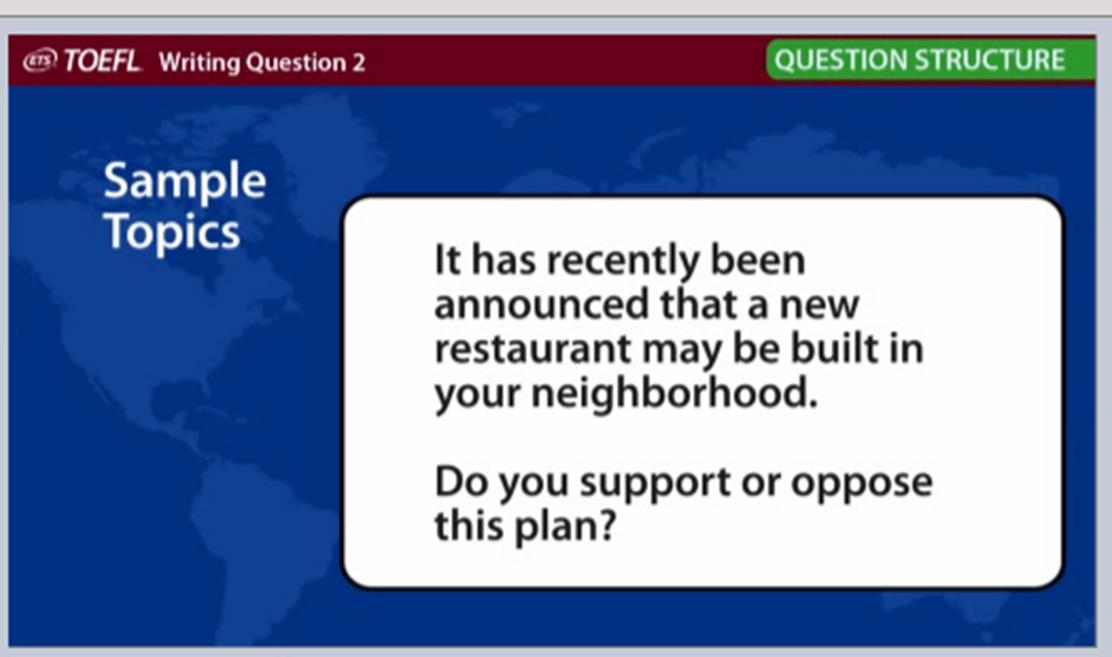 ETS TOEFL Writing Question 2
QUESTION STRUCTURE
Sample
Topics
It has recently been
announced that a new
restaurant may be built in
your neighborhood.
Do you support or oppose
this plan?